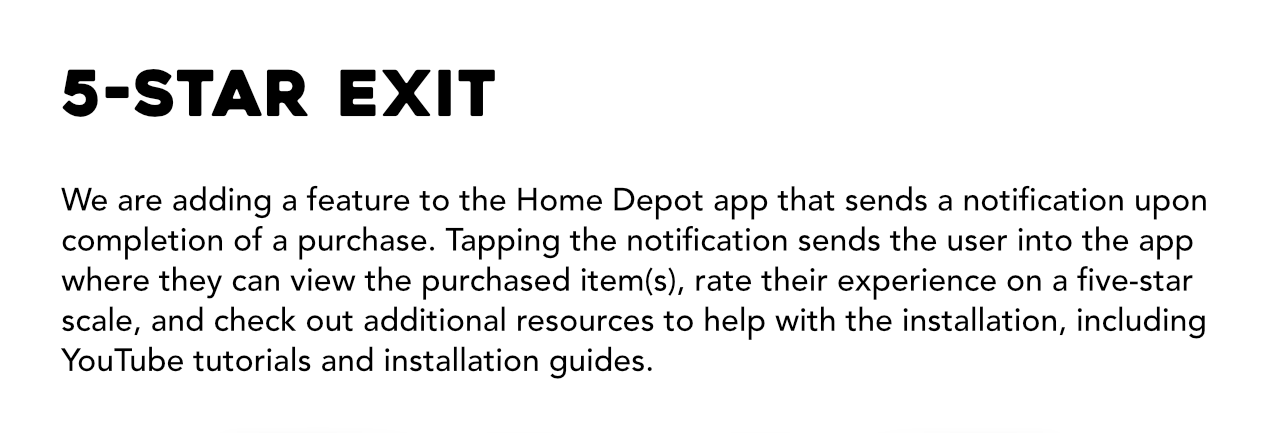 5-STAR EXIT
We are adding a feature to the Home Depot app that sends a notification upon
completion of a purchase. Tapping the notification sends the user into the app
where they can view the purchased item(s), rate their experience on a five-star
scale, and check out additional resources to help with the installation, including
YouTube tutorials and installation guides.